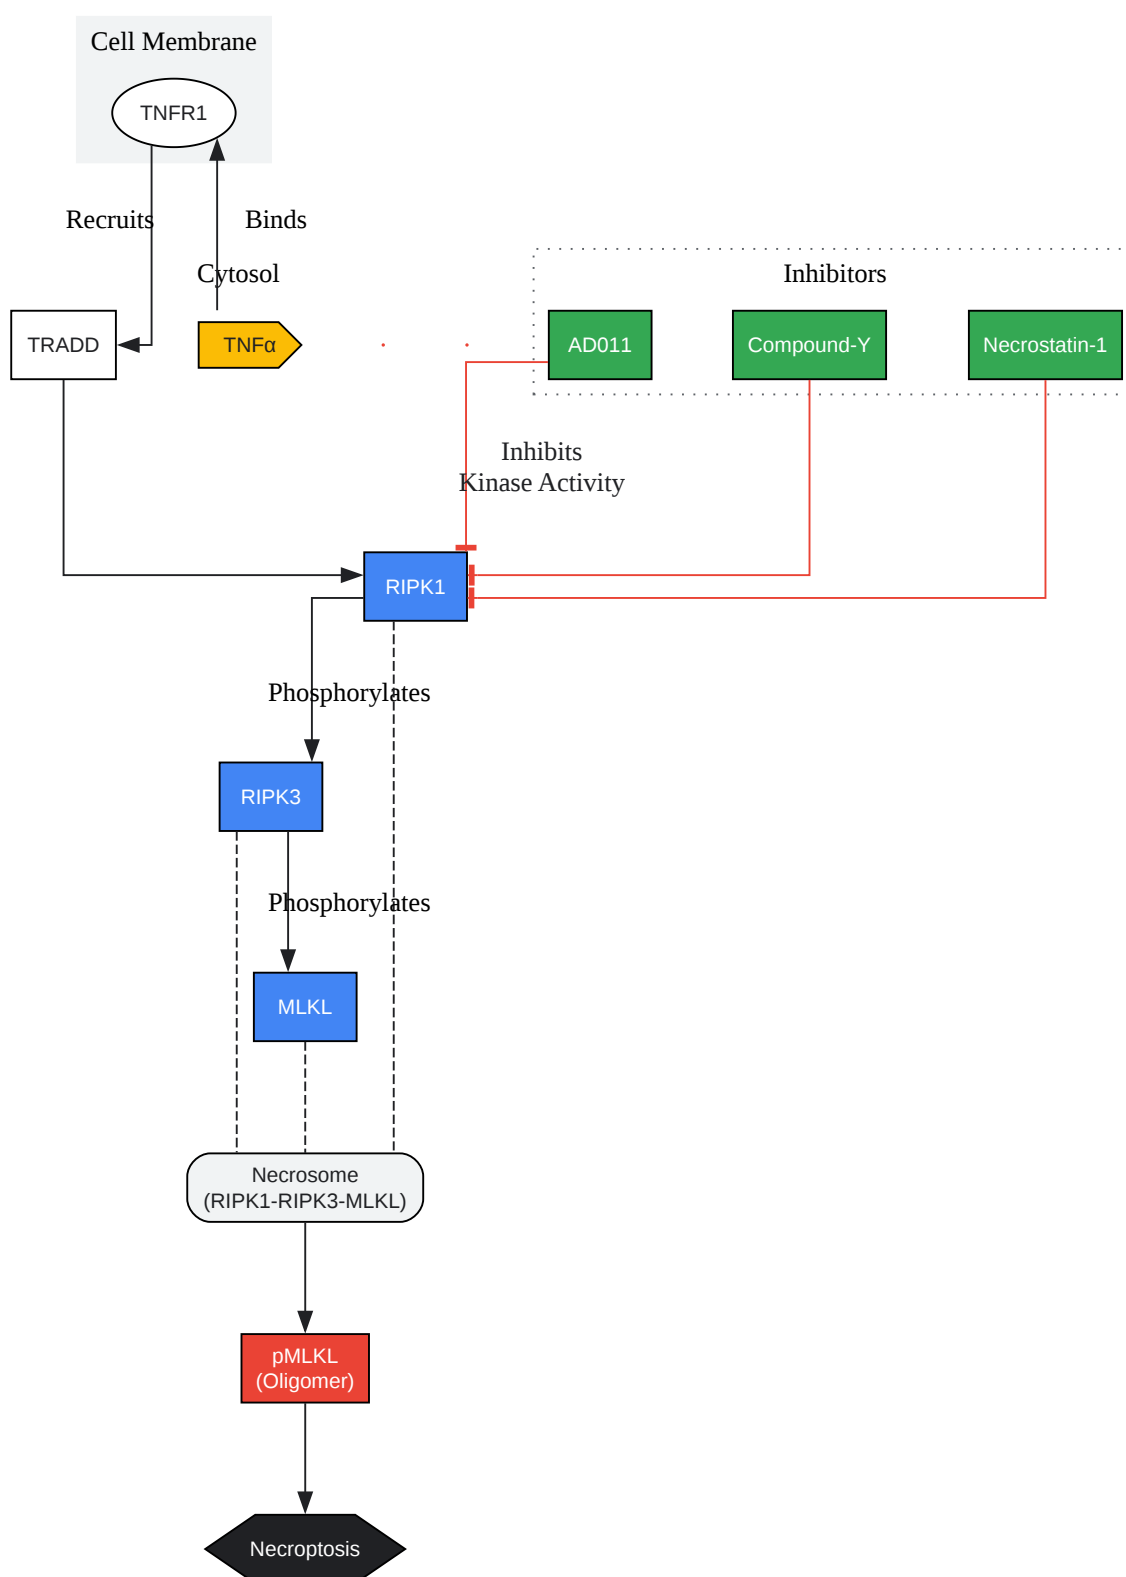 Cell Membrane
TNFR1
Recruits
Binds
Cytosol
Inhibitors
TRADD
TNFα
AD011
Compound-Y
Necrostatin-1
Inhibits
Kinase Activity
RIPK1
Phosphorylates
RIPK3
Phosphorylates
MLKL
Necrosome
(RIPK1-RIPK3-MLKL)
pMLKL
(Oligomer)
Necroptosis